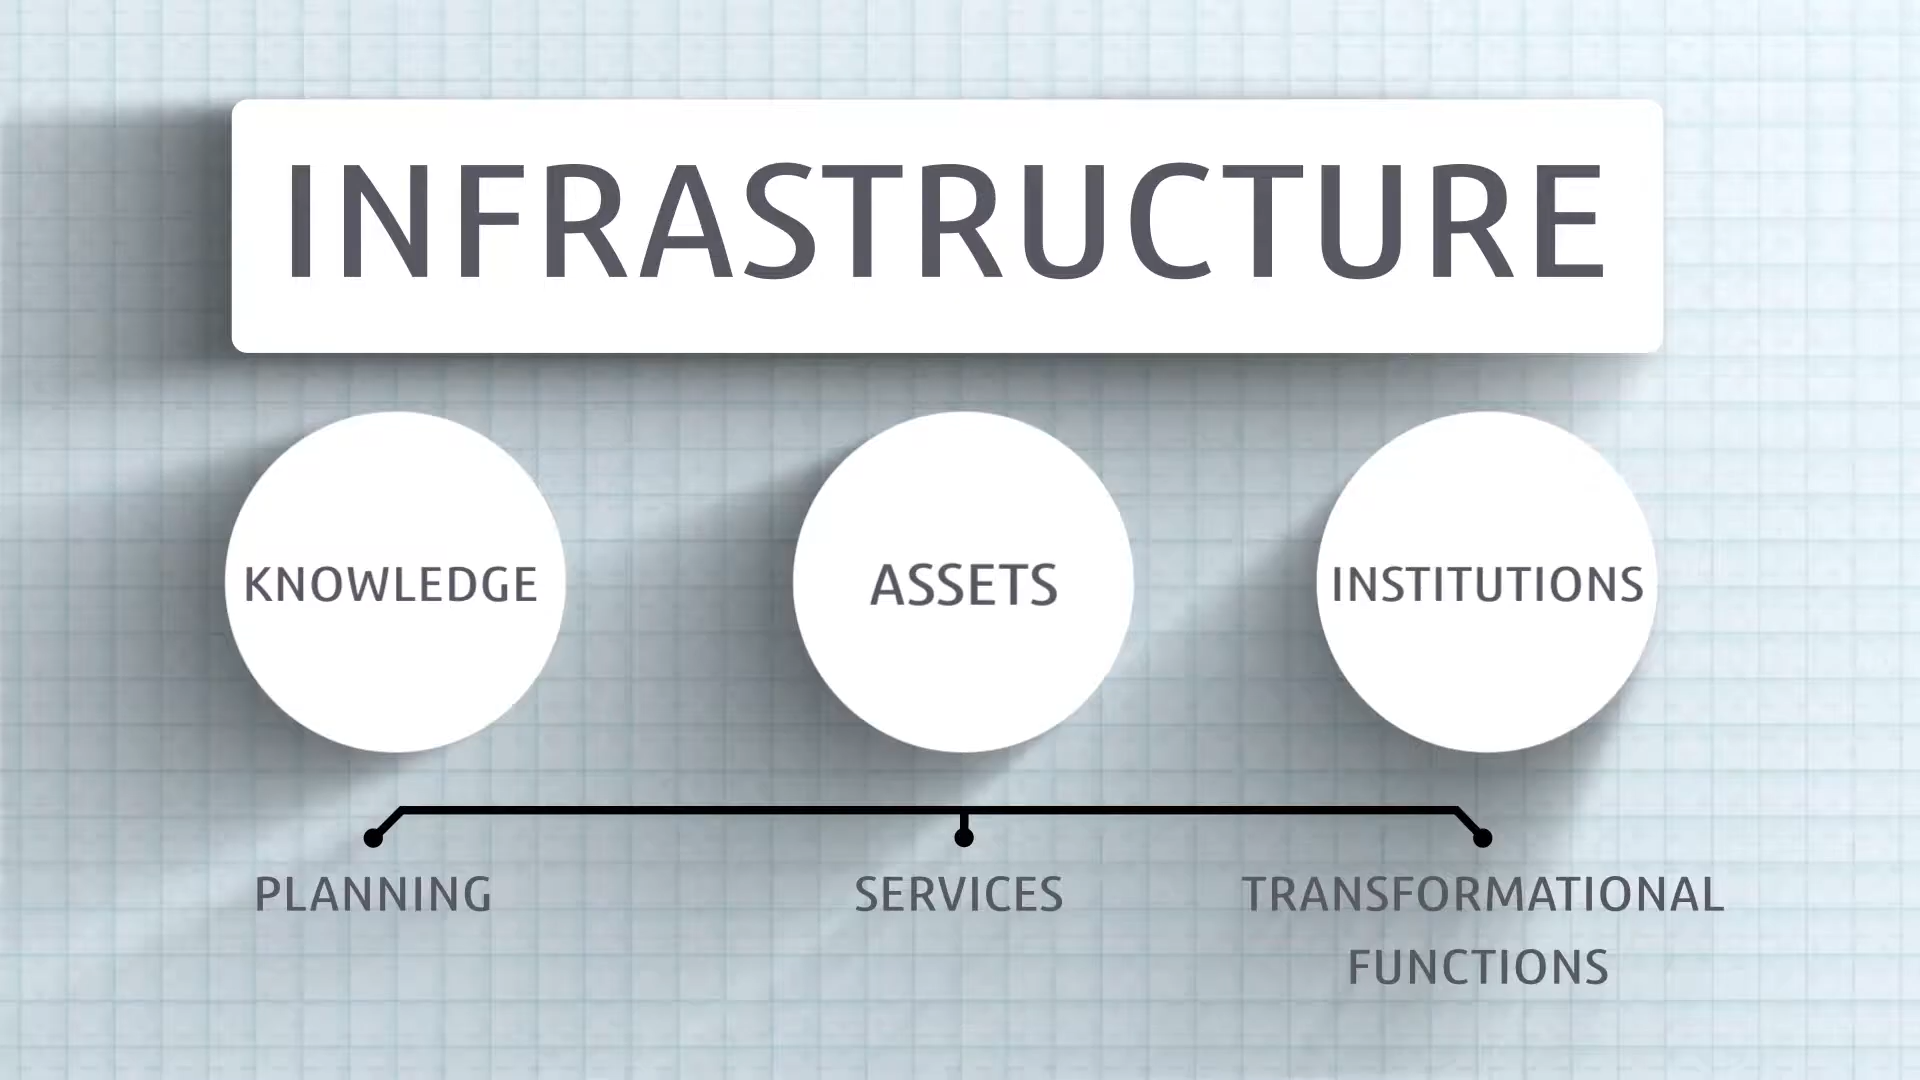 INFRASTRUCTURE
KNOWLEDGE
ASSETS
INSTITUTIONS
PLANNING
SERVICES
TRANSFORMATIONAL
FUNCTIONS